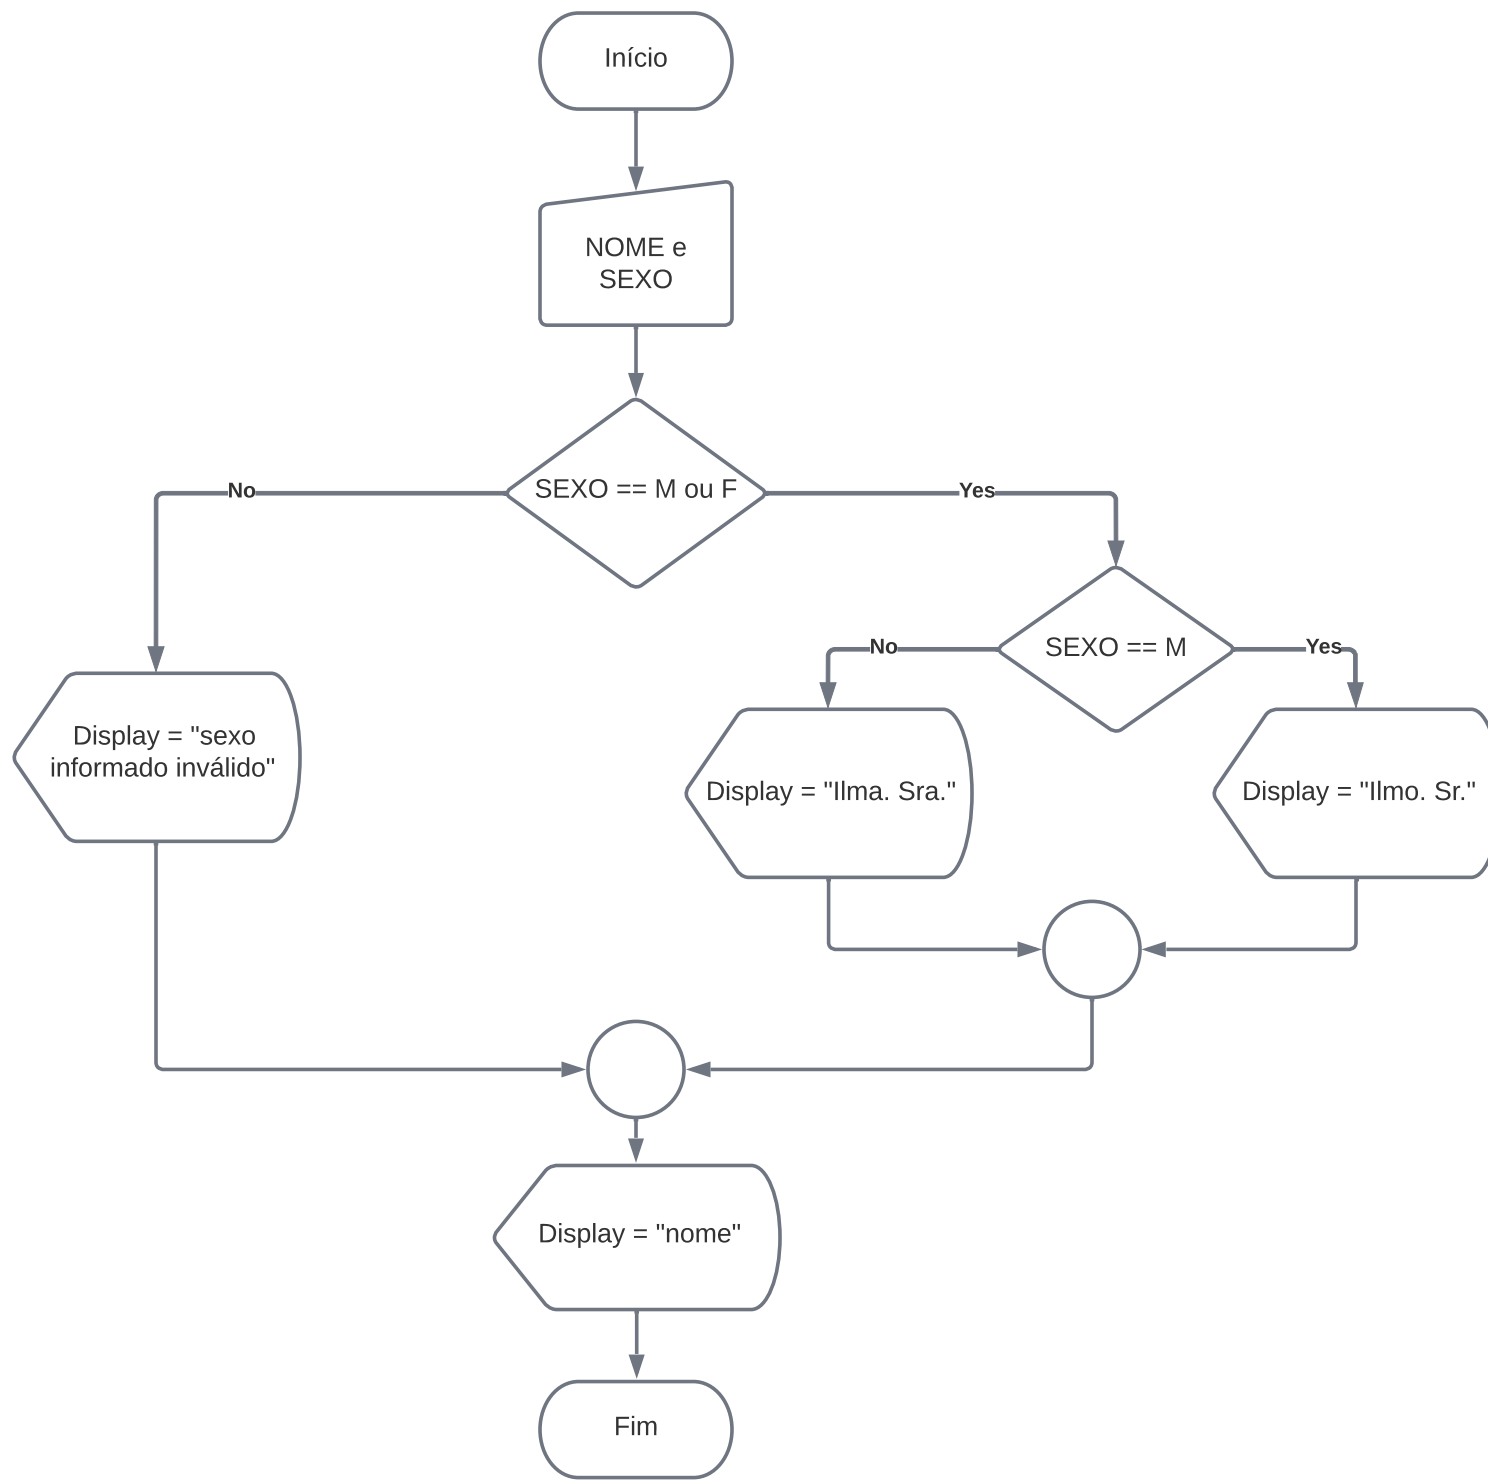 Início
NOME e
SEXO
SEXO == M ou F
No
Yes
SEXO == M
No
Yes
Display = "sexo
informado inválido"
Display = "Ilma. Sra."
Display = "Ilmo. Sr."
Display = "nome"
Fim